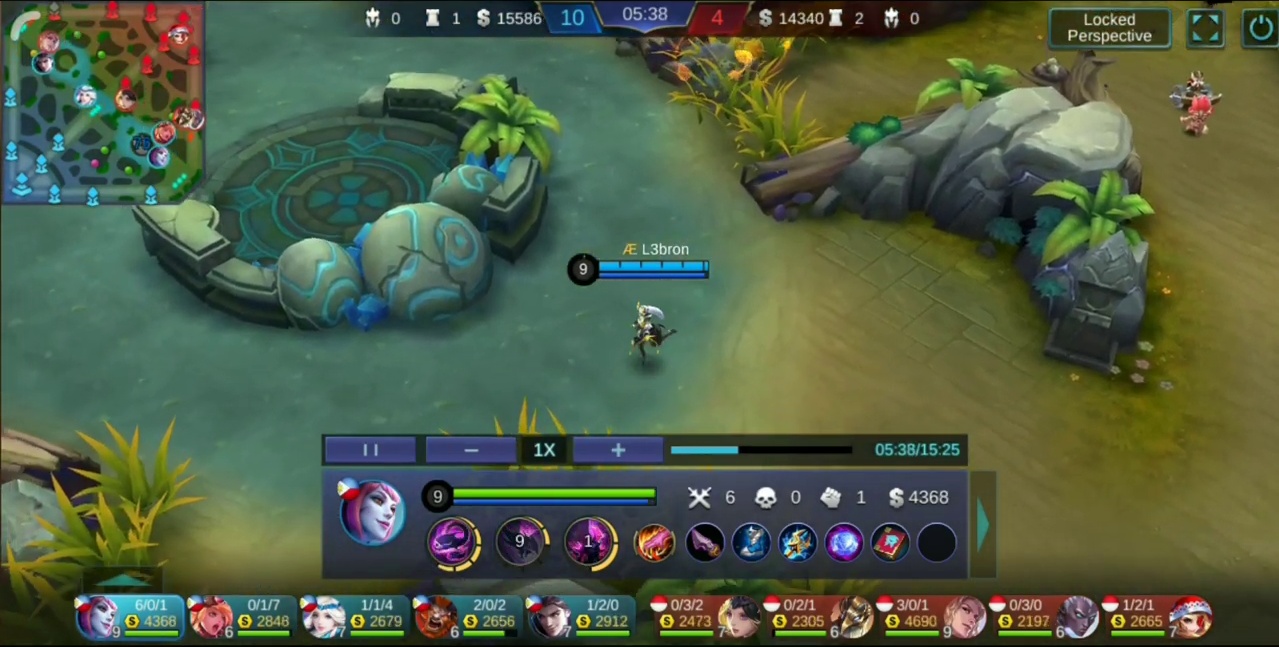 0 1 $ 15586 10 05:38 4 $ 14340 2 0
Locked
Perspective
Æ L3bron
9
1X 05:38/15:25
9 6 0 1 $ 4368
9 1
6/0/1 0/1/7 1/1/4 2/0/2 1/2/0 0/3/2 0/2/1 3/0/1 0/3/0 1/2/1
4368 2846 2679 2656 2912 2473 2305 4690 2197 2665
9 6 7 6 7 7 6 9 6 7